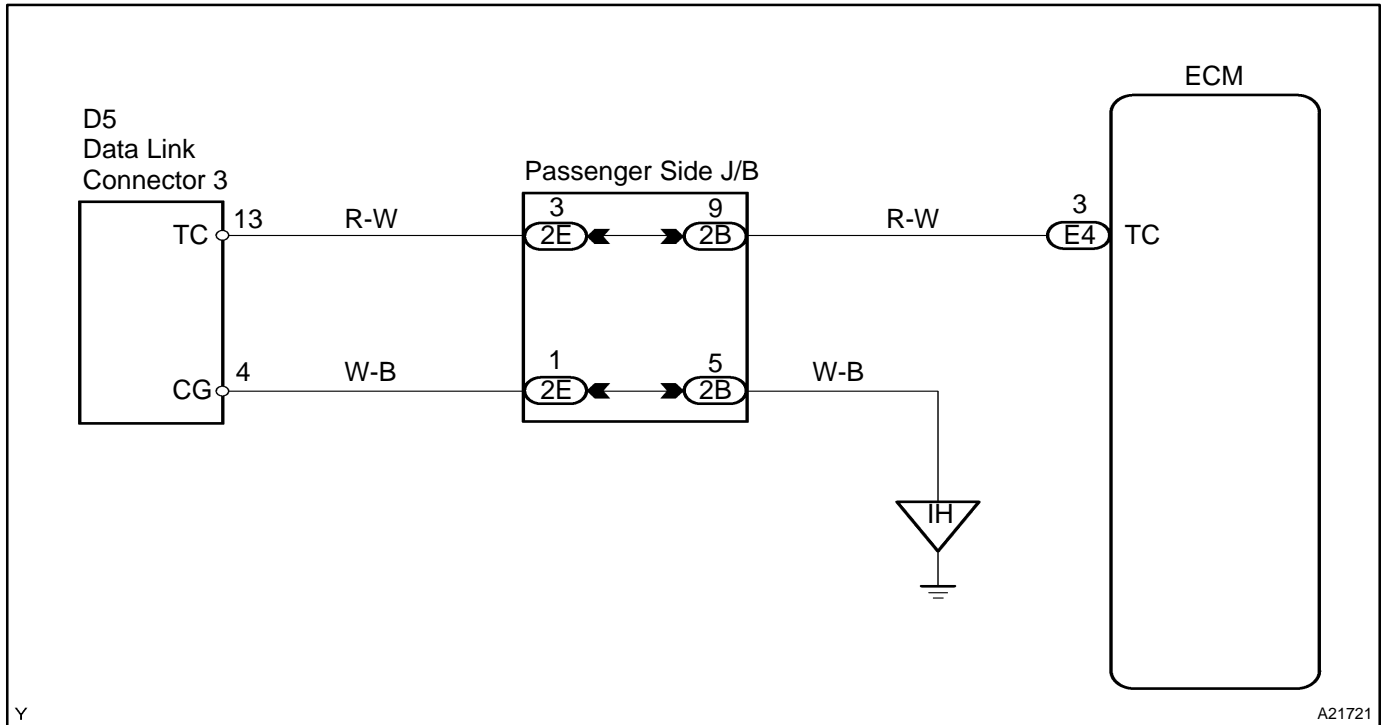 ECM
D5
Data Link
Connector 3
Passenger Side J/B
TC 13 R-W 3 2E 9 2B R-W 3 E4 TC
CG 4 W-B 1 2E 5 2B W-B
IH
Y
A21721